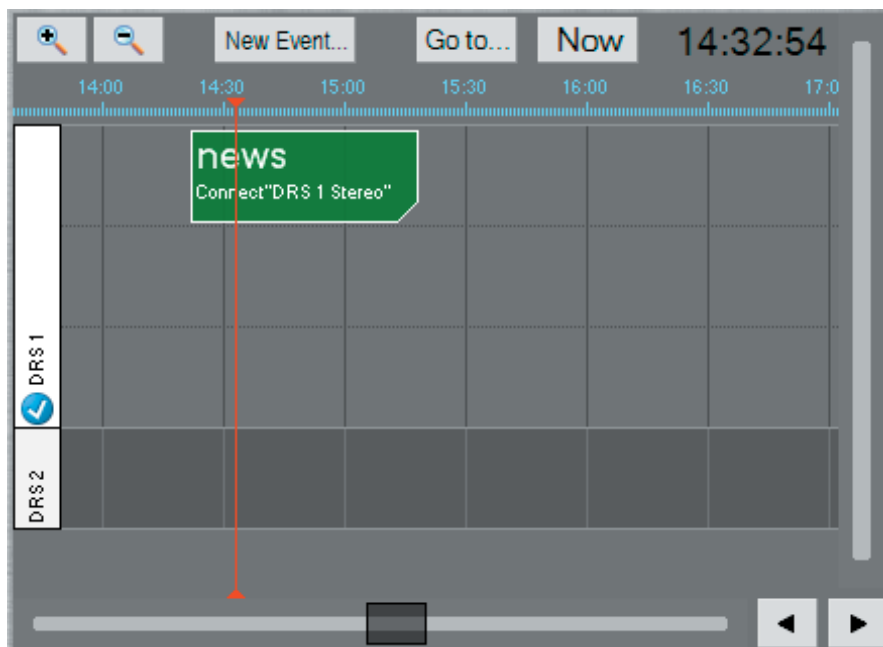 New Event... Go to... Now 14:32:54
14:00 14:30 15:00 15:30 16:00 16:30 17:0
news
Connect"DRS 1 Stereo"
DRS 1
DRS 2